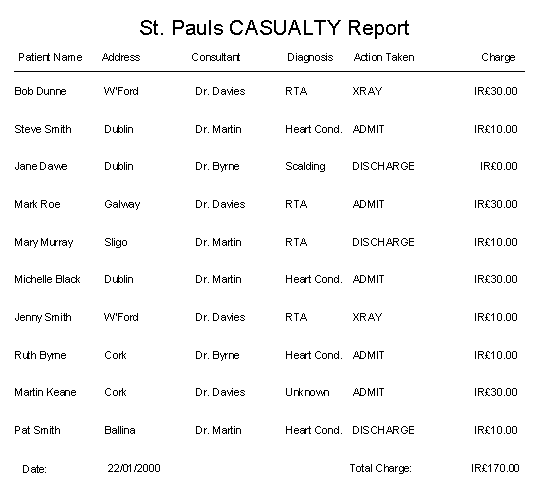 St. Pauls CASUALTY Report
Patient Name Address Consultant Diagnosis Action Taken Charge
Bob Dunne W'Ford Dr. Davies RTA XRAY IR£30.00
Steve Smith Dublin Dr. Martin Heart Cond. ADMIT IR£10.00
Jane Dawe Dublin Dr. Byrne Scalding DISCHARGE IR£0.00
Mark Roe Galway Dr. Davies RTA ADMIT IR£30.00
Mary Murray Sligo Dr. Martin RTA DISCHARGE IR£10.00
Michelle Black Dublin Dr. Martin Heart Cond. ADMIT IR£30.00
Jenny Smith W'Ford Dr. Davies RTA XRAY IR£10.00
Ruth Byrne Cork Dr. Byrne Heart Cond. ADMIT IR£10.00
Martin Keane Cork Dr. Davies Unknown ADMIT IR£30.00
Pat Smith Ballina Dr. Martin Heart Cond. DISCHARGE IR£10.00
Date: 22/01/2000 Total Charge: IR£170.00